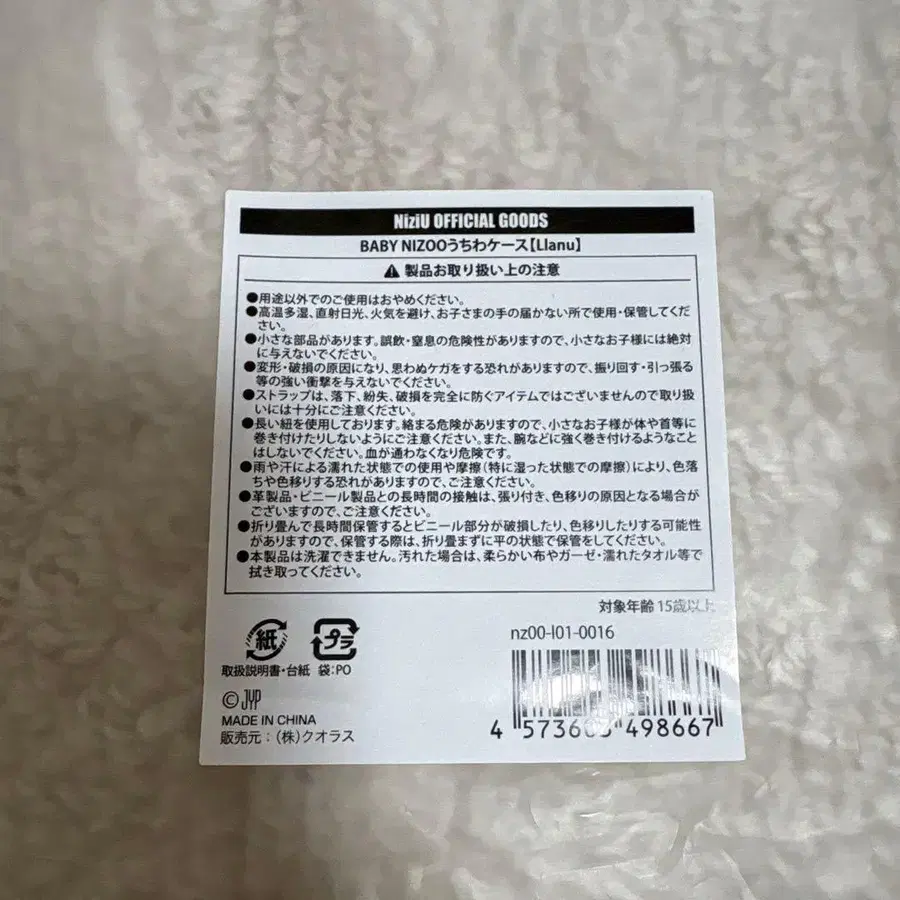 NiziU OFFICIAL GOODS
BABY NIZOOうちわケース【Llanu】
⚠ 製品お取り扱い上の注意
●用途以外でのご使用はおやめください。
●高温多湿、直射日光、火気を避け、お子さまの手の届かない所で使用・保管してくだ
さい。
●小さな部品があります。誤飲・窒息の危険性がありますので、小さなお子様には絶対
に与えないでください。
●変形・破損の原因になり、思わぬケガをする恐れがありますので、振り回す・引っ張る
等の強い衝撃を与えないでください。
●ストラップは、落下、紛失、破損を完全に防ぐアイテムではございませんので取り扱
いには十分にご注意ください。
●長い紐を使用しております。絡まる危険がありますので、小さなお子様が体や首等に
巻き付けたりしないようにご注意ください。また、腕などに強く巻き付けるようなこと
はしないでください。血が通わなくなり危険です。
●雨や汗による濡れた状態での使用や摩擦(特に湿った状態での摩擦)により、色落
ちや色移りする恐れがありますので、ご注意ください。
●革製品・ビニール製品との長時間の接触は、張り付き、色移りの原因となる場合が
ございますので、ご注意ください。
●折り畳んで長時間保管するとビニール部分が破損したり、色移りしたりする可能性
がありますので、保管する際は、折り畳まずに平の状態で保管をしてください。
●本製品は洗濯できません。汚れた場合は、柔らかい布やガーゼ・濡れたタオル等で
拭き取ってください。
対象年齢 15歳以上
nz00-l01-0016
紙 プラ
取扱説明書・台紙 袋:PO
© JYP
MADE IN CHINA
販売元:(株)クオラス
4 498667